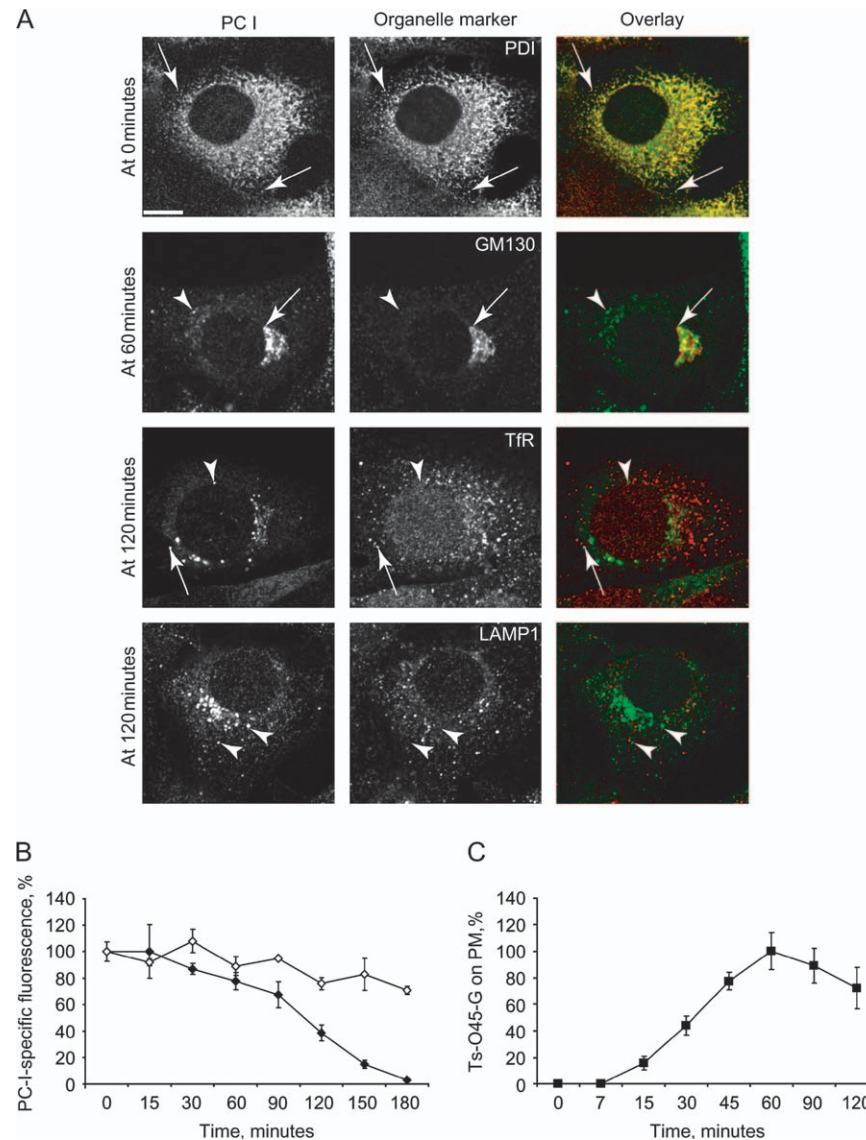 A
PC I
Organelle marker
Overlay
At 0 minutes
PDI
At 60 minutes
GM130
At 120 minutes
TfR
At 120 minutes
LAMP1
B
PC-I-specific fluorescence, %
140
120
100
80
60
40
20
0
0 15 30 60 90 120 150 180
Time, minutes
C
Ts-O45-G on PM,%
140
120
100
80
60
40
20
0
0 7 15 30 45 60 90 120
Time, minutes